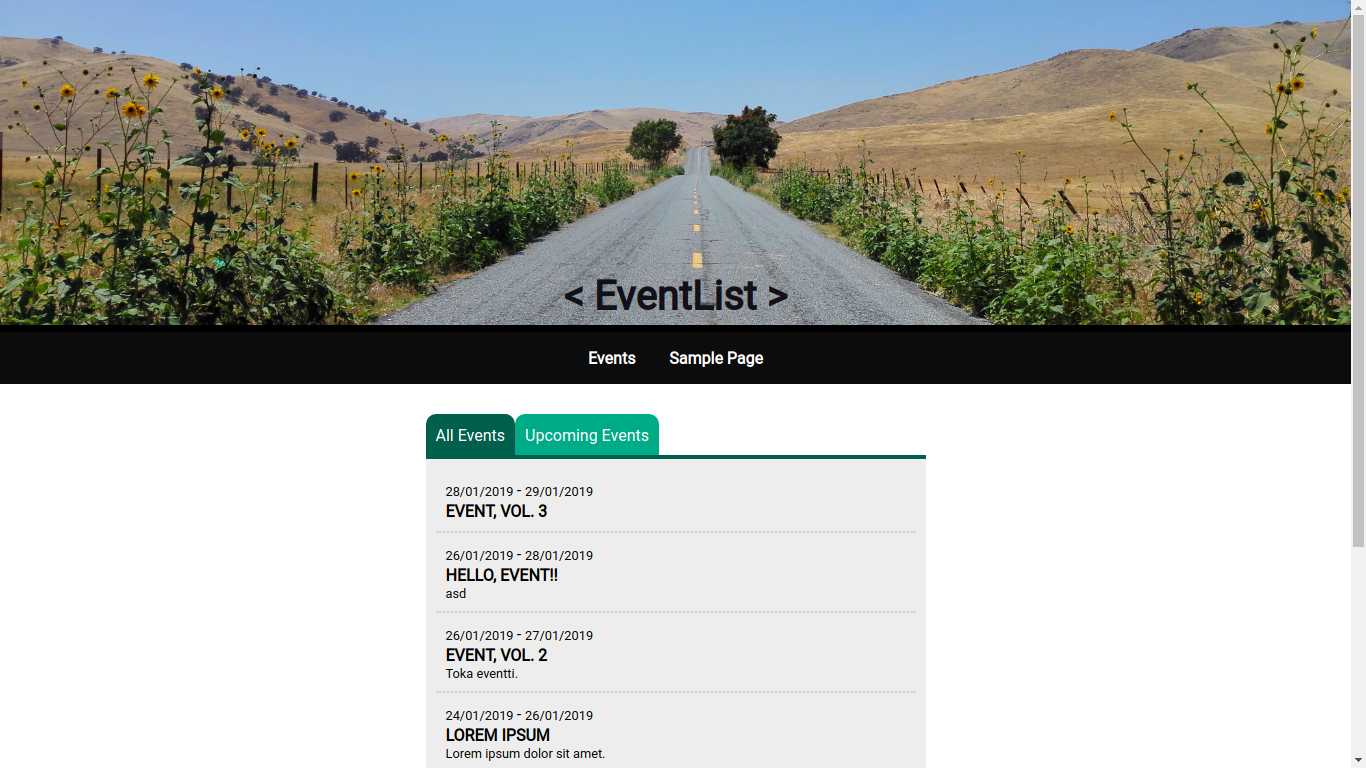 < EventList >
Events Sample Page
All Events Upcoming Events
28/01/2019 - 29/01/2019
EVENT, VOL. 3
26/01/2019 - 28/01/2019
HELLO, EVENT!!
asd
26/01/2019 - 27/01/2019
EVENT, VOL. 2
Toka eventti.
24/01/2019 - 26/01/2019
LOREM IPSUM
Lorem ipsum dolor sit amet.